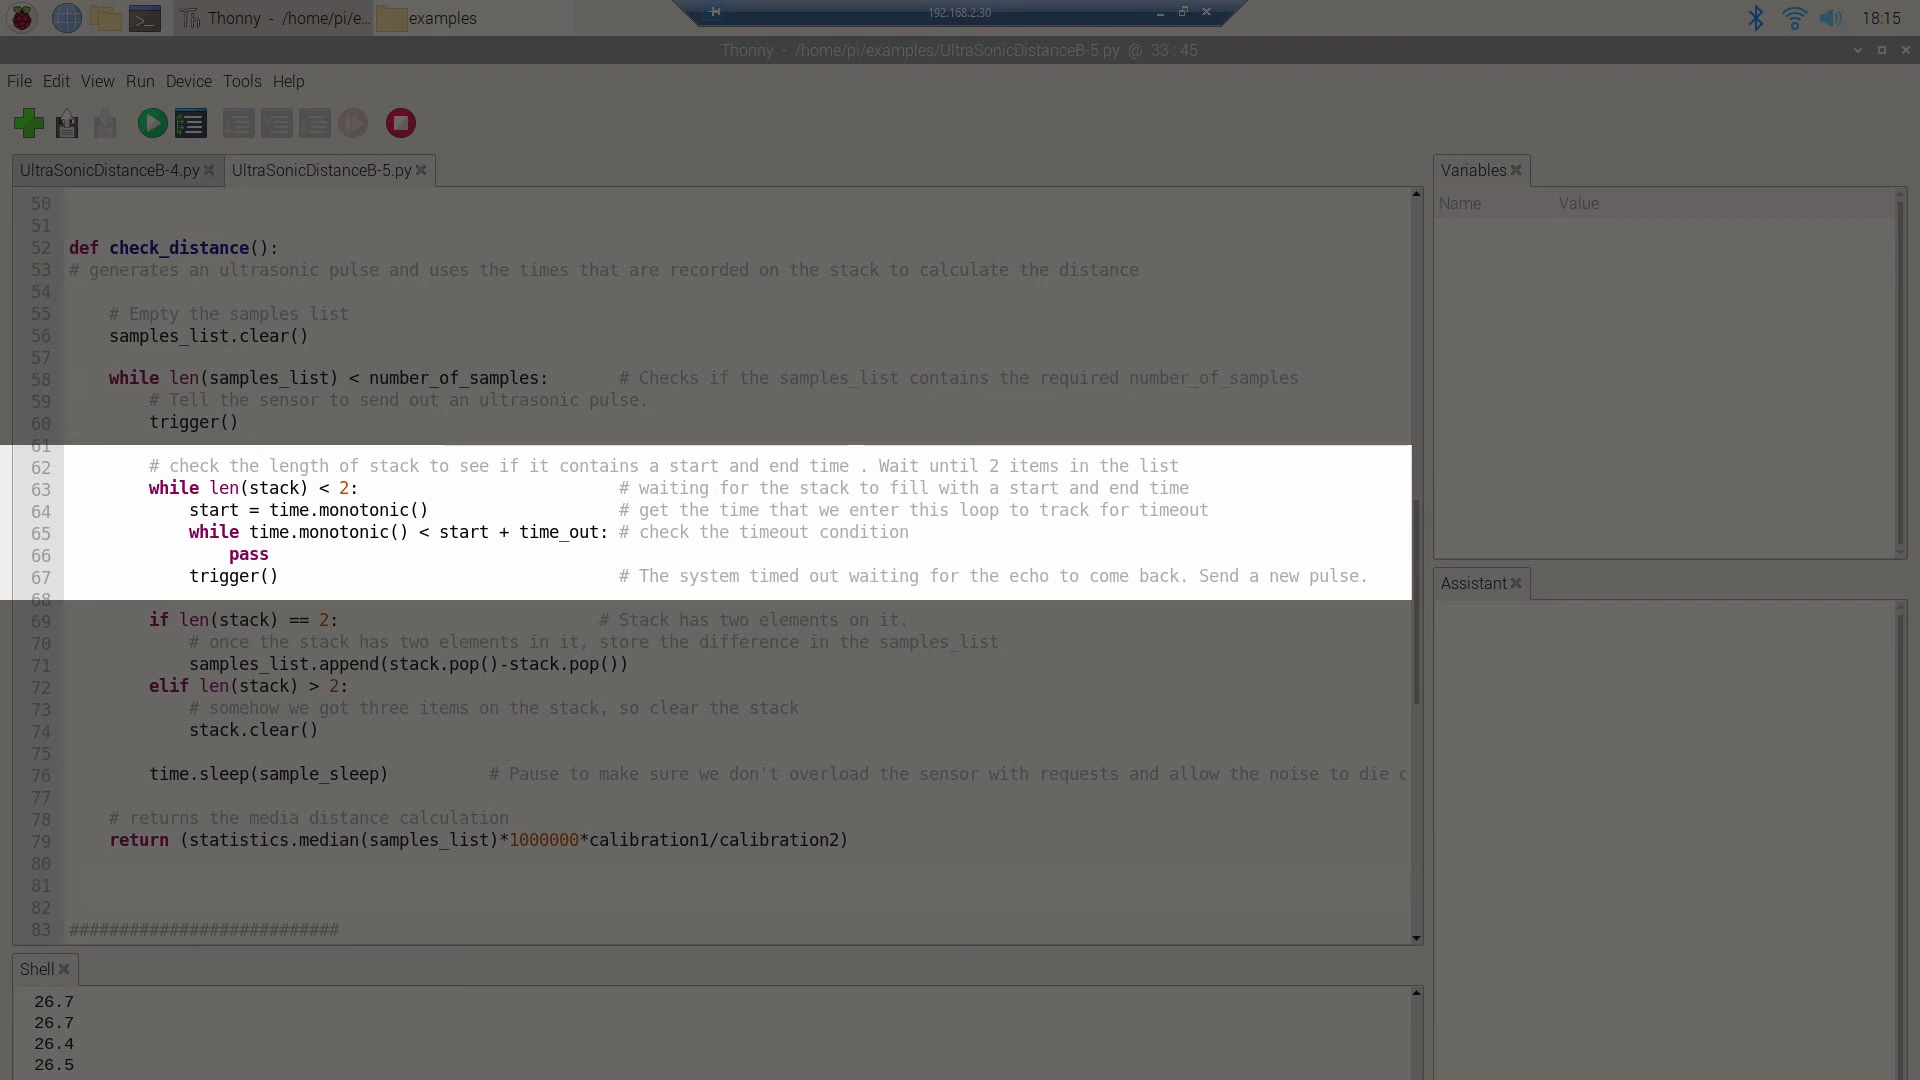 Thonny - /home/pi/e...
examples
192.168.2.30
18:15
Thonny - /home/pi/examples/UltraSonicDistanceB-5.py @ 33 : 45
File Edit View Run Device Tools Help
UltraSonicDistanceB-4.py
UltraSonicDistanceB-5.py
50
51
52 def check_distance():
53 # generates an ultrasonic pulse and uses the times that are recorded on the stack to calculate the distance
54
55 # Empty the samples list
56 samples_list.clear()
57
58 while len(samples_list) < number_of_samples: # Checks if the samples_list contains the required number_of_samples
59 # Tell the sensor to send out an ultrasonic pulse.
60 trigger()
61
62 # check the length of stack to see if it contains a start and end time . Wait until 2 items in the list
63 while len(stack) < 2: # waiting for the stack to fill with a start and end time
64 start = time.monotonic() # get the time that we enter this loop to track for timeout
65 while time.monotonic() < start + time_out: # check the timeout condition
66 pass
67 trigger() # The system timed out waiting for the echo to come back. Send a new pulse.
68
69 if len(stack) == 2: # Stack has two elements on it.
70 # once the stack has two elements in it, store the difference in the samples_list
71 samples_list.append(stack.pop()-stack.pop())
72 elif len(stack) > 2:
73 # somehow we got three items on the stack, so clear the stack
74 stack.clear()
75
76 time.sleep(sample_sleep) # Pause to make sure we don't overload the sensor with requests and allow the noise to die
77
78 # returns the media distance calculation
79 return (statistics.median(samples_list)*1000000*calibration1/calibration2)
80
81
82
83 ###########################
Variables
Name Value
Assistant
Shell
26.7
26.7
26.4
26.5